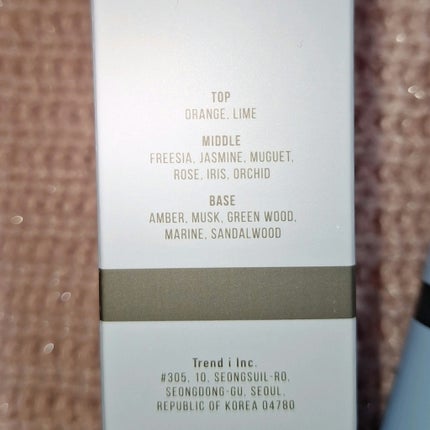 TOP
ORANGE, LIME
MIDDLE
FREESIA, JASMINE, MUGUET,
ROSE, IRIS, ORCHID
BASE
AMBER, MUSK, GREEN WOOD,
MARINE, SANDALWOOD
Trend i Inc.
#305, 10, SEONGSUIL-RO,
SEONGDONG-GU, SEOUL,
REPUBLIC OF KOREA 04780